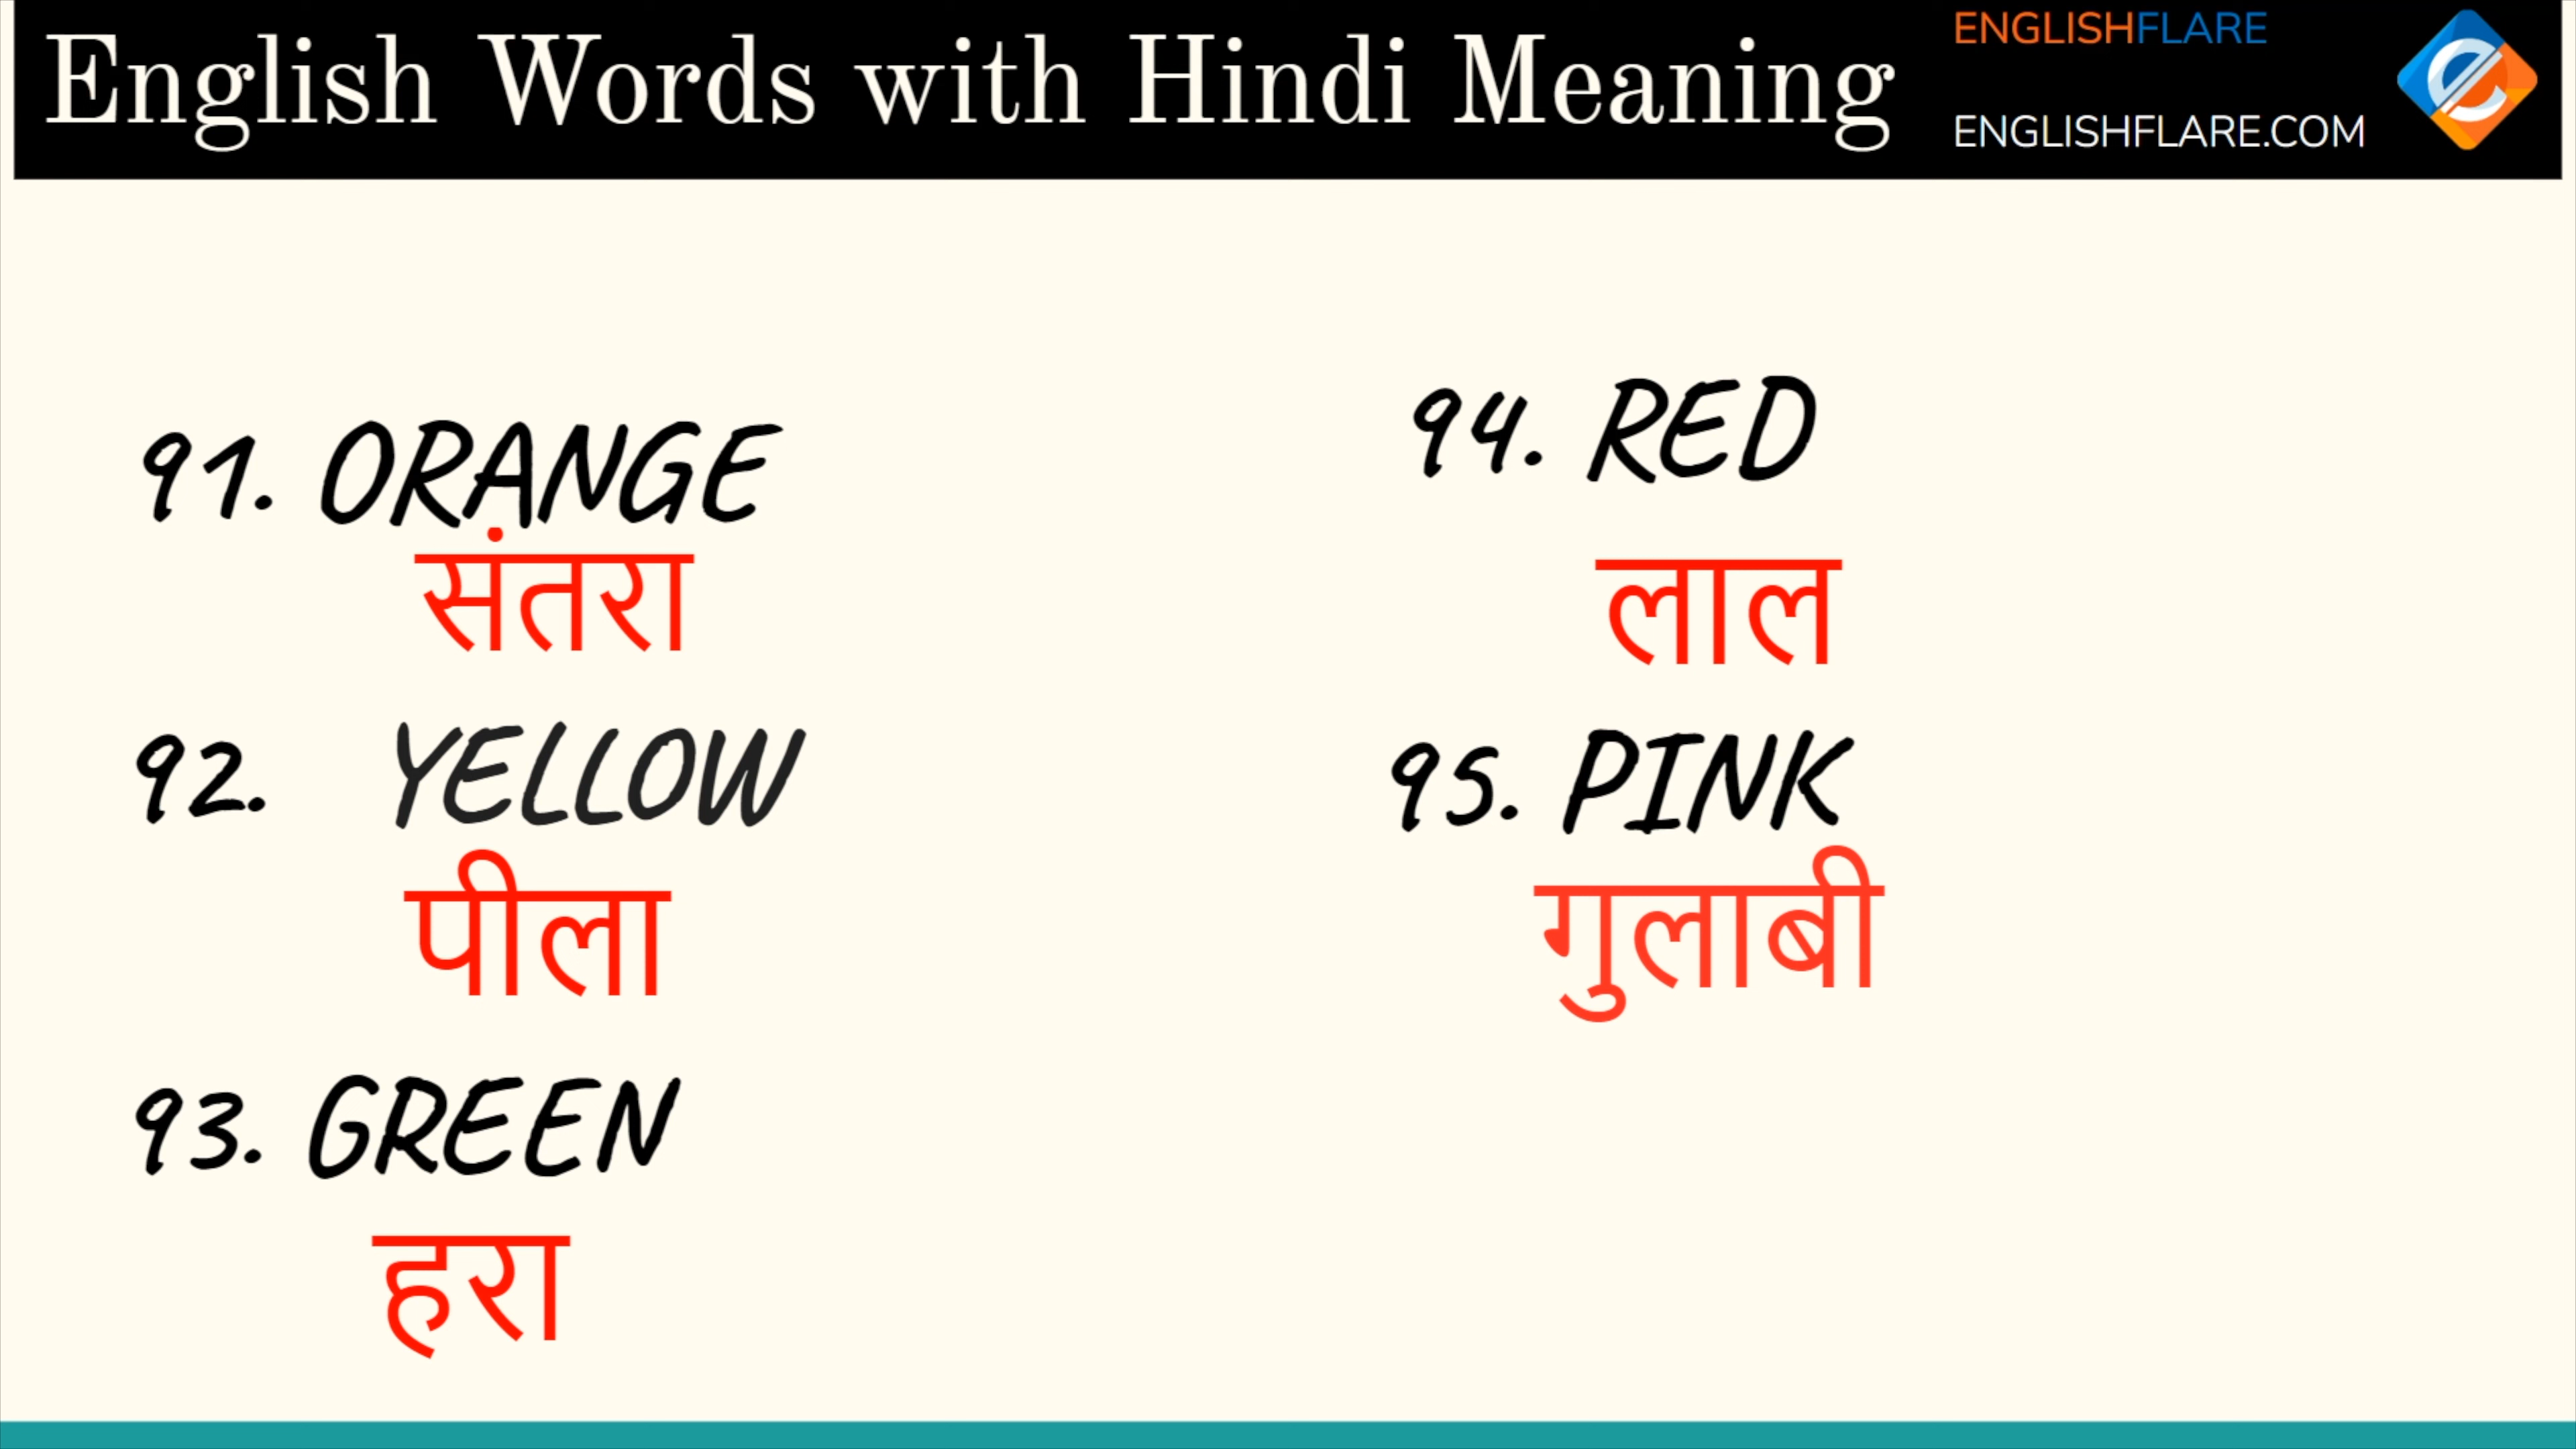 English Words with Hindi Meaning
ENGLISHFLARE
ENGLISHFLARE.COM
91. ORANGE
संतरा
92. YELLOW
पीला
93. GREEN
हरा
94. RED
लाल
95. PINK
गुलाबी